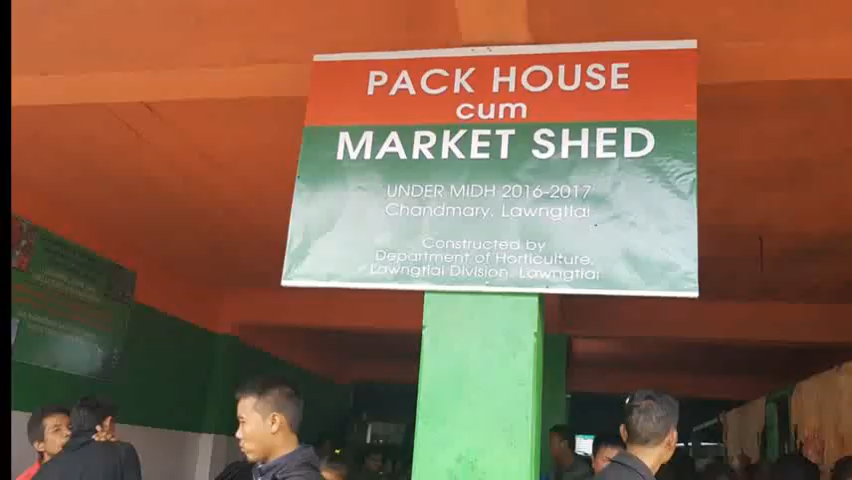 PACK HOUSE
cum
MARKET SHED
UNDER MIDH 2016-2017
Chandmary, Lawngtlai
Constructed by
Department of Horticulture,
Lawngtlai Division, Lawngtlai